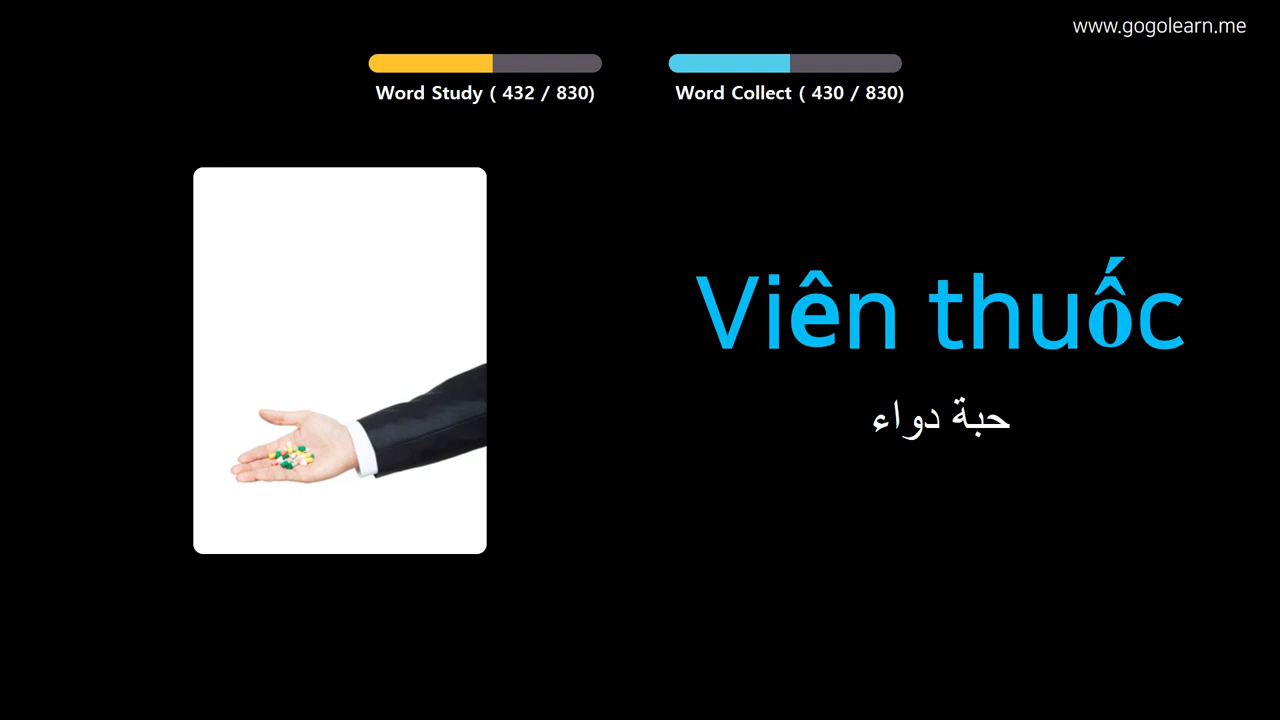 www.gogolearn.me
Word Study ( 432 / 830)
Word Collect ( 430 / 830)
Viên thuốc
حبة دواء